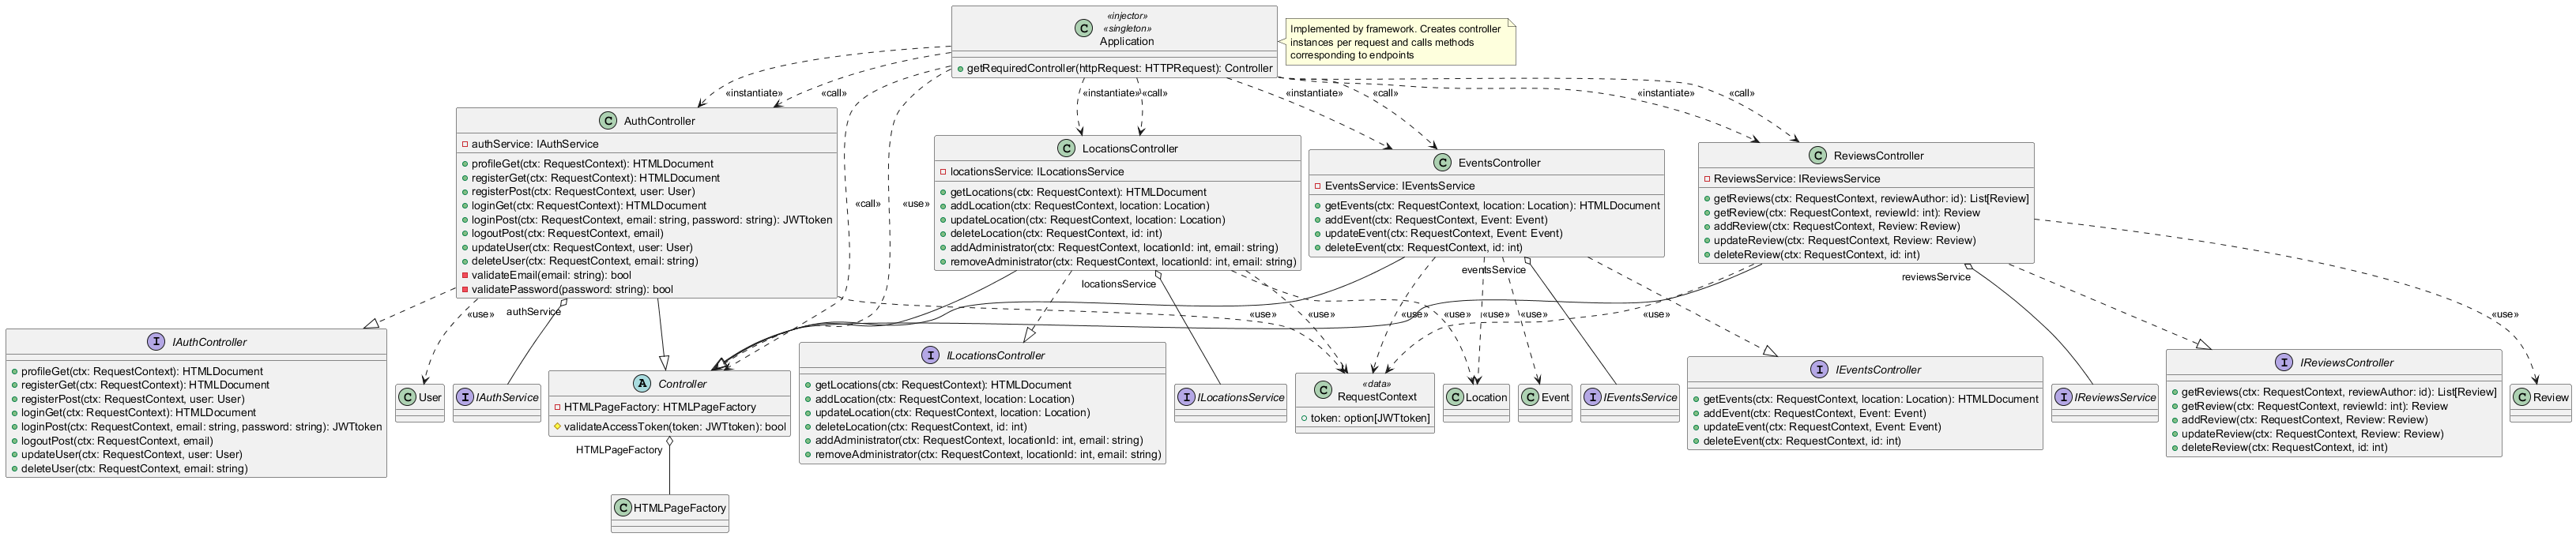 «injector»
«singleton»
C Application
getRequiredController(httpRequest: HTTPRequest): Controller
Implemented by framework. Creates controller
instances per request and calls methods
corresponding to endpoints
«instantiate»
«call»
«call»
«use»
«instantiate»
«call»
«instantiate»
«call»
«instantiate»
«call»
C AuthController
authService: IAuthService
profileGet(ctx: RequestContext): HTMLDocument
registerGet(ctx: RequestContext): HTMLDocument
registerPost(ctx: RequestContext, user: User)
loginGet(ctx: RequestContext): HTMLDocument
loginPost(ctx: RequestContext, email: string, password: string): JWTtoken
logoutPost(ctx: RequestContext, email)
updateUser(ctx: RequestContext, user: User)
deleteUser(ctx: RequestContext, email: string)
validateEmail(email: string): bool
validatePassword(password: string): bool
C LocationsController
locationsService: ILocationsService
getLocations(ctx: RequestContext): HTMLDocument
addLocation(ctx: RequestContext, location: Location)
updateLocation(ctx: RequestContext, location: Location)
deleteLocation(ctx: RequestContext, id: int)
addAdministrator(ctx: RequestContext, locationId: int, email: string)
removeAdministrator(ctx: RequestContext, locationId: int, email: string)
C EventsController
EventsService: IEventsService
getEvents(ctx: RequestContext, location: Location): HTMLDocument
addEvent(ctx: RequestContext, Event: Event)
updateEvent(ctx: RequestContext, Event: Event)
deleteEvent(ctx: RequestContext, id: int)
C ReviewsController
ReviewsService: IReviewsService
getReviews(ctx: RequestContext, reviewAuthor: id): List[Review]
getReview(ctx: RequestContext, reviewId: int): Review
addReview(ctx: RequestContext, Review: Review)
updateReview(ctx: RequestContext, Review: Review)
deleteReview(ctx: RequestContext, id: int)
«use»
authService
locationsService
eventsService
reviewsService
«use»
«use»
«use»
«use»
«use»
«use»
«use»
«use»
I IAuthController
profileGet(ctx: RequestContext): HTMLDocument
registerGet(ctx: RequestContext): HTMLDocument
registerPost(ctx: RequestContext, user: User)
loginGet(ctx: RequestContext): HTMLDocument
loginPost(ctx: RequestContext, email: string, password: string): JWTtoken
logoutPost(ctx: RequestContext, email)
updateUser(ctx: RequestContext, user: User)
deleteUser(ctx: RequestContext, email: string)
C User
I IAuthService
A Controller
HTMLPageFactory: HTMLPageFactory
validateAccessToken(token: JWTtoken): bool
HTMLPageFactory
C HTMLPageFactory
I ILocationsController
getLocations(ctx: RequestContext): HTMLDocument
addLocation(ctx: RequestContext, location: Location)
updateLocation(ctx: RequestContext, location: Location)
deleteLocation(ctx: RequestContext, id: int)
addAdministrator(ctx: RequestContext, locationId: int, email: string)
removeAdministrator(ctx: RequestContext, locationId: int, email: string)
I ILocationsService
«data»
C RequestContext
token: option[JWTtoken]
C Location
C Event
I IEventsService
I IEventsController
getEvents(ctx: RequestContext, location: Location): HTMLDocument
addEvent(ctx: RequestContext, Event: Event)
updateEvent(ctx: RequestContext, Event: Event)
deleteEvent(ctx: RequestContext, id: int)
I IReviewsService
I IReviewsController
getReviews(ctx: RequestContext, reviewAuthor: id): List[Review]
getReview(ctx: RequestContext, reviewId: int): Review
addReview(ctx: RequestContext, Review: Review)
updateReview(ctx: RequestContext, Review: Review)
deleteReview(ctx: RequestContext, id: int)
C Review